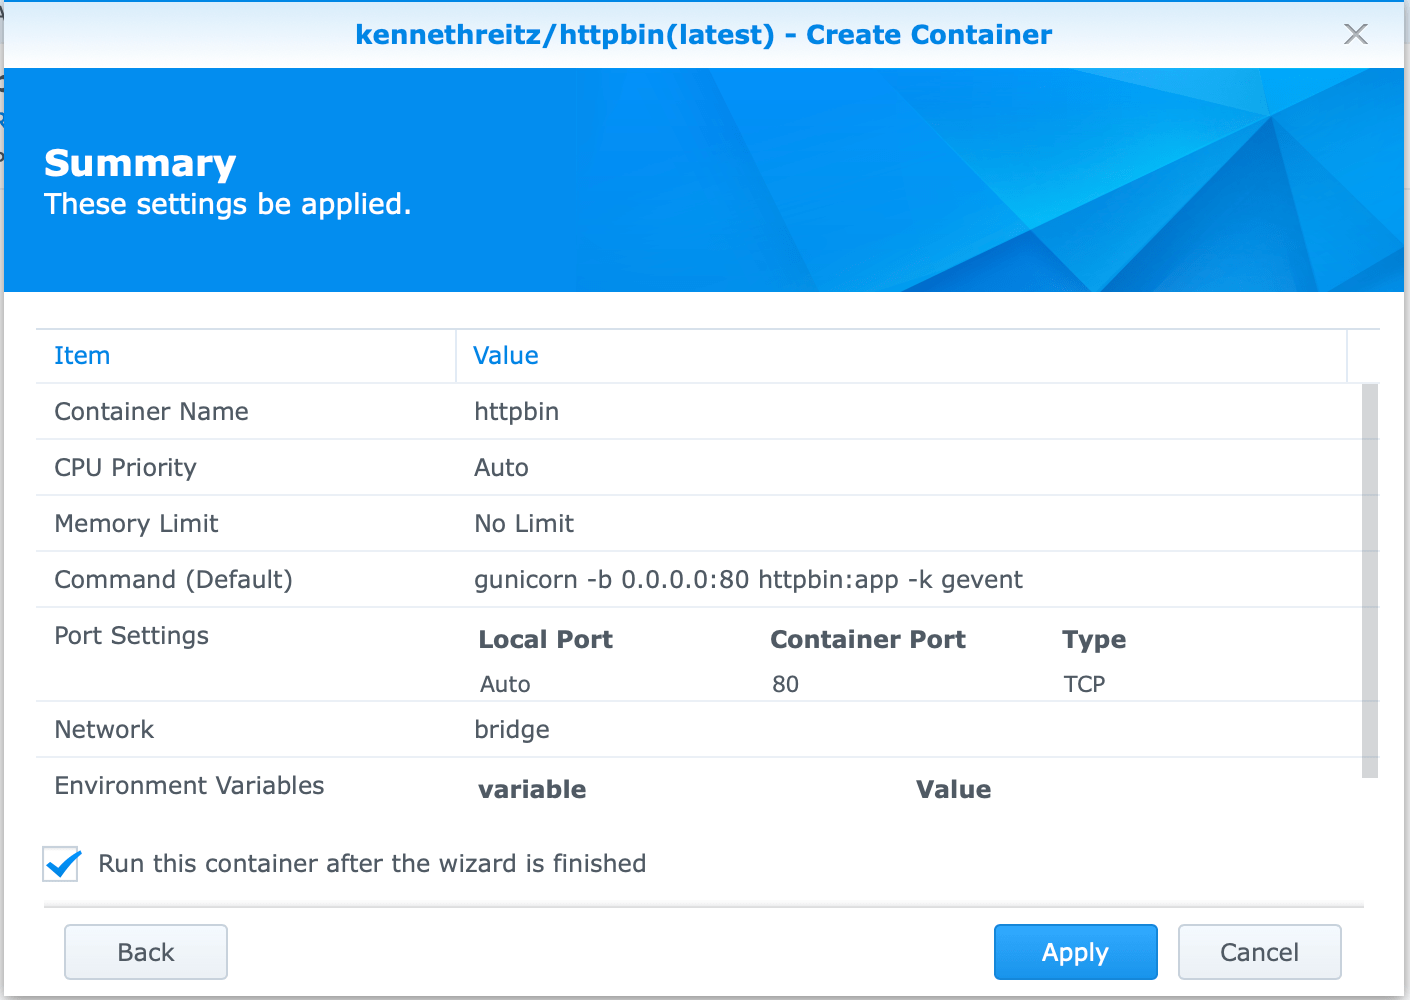 kennethreitz/httpbin(latest) - Create Container
Summary
These settings be applied.
Item Value
Container Name httpbin
CPU Priority Auto
Memory Limit No Limit
Command (Default) gunicorn -b 0.0.0.0:80 httpbin:app -k gevent
Port Settings Local Port Container Port Type
Auto 80 TCP
Network bridge
Environment Variables variable Value
Run this container after the wizard is finished
Back Apply Cancel